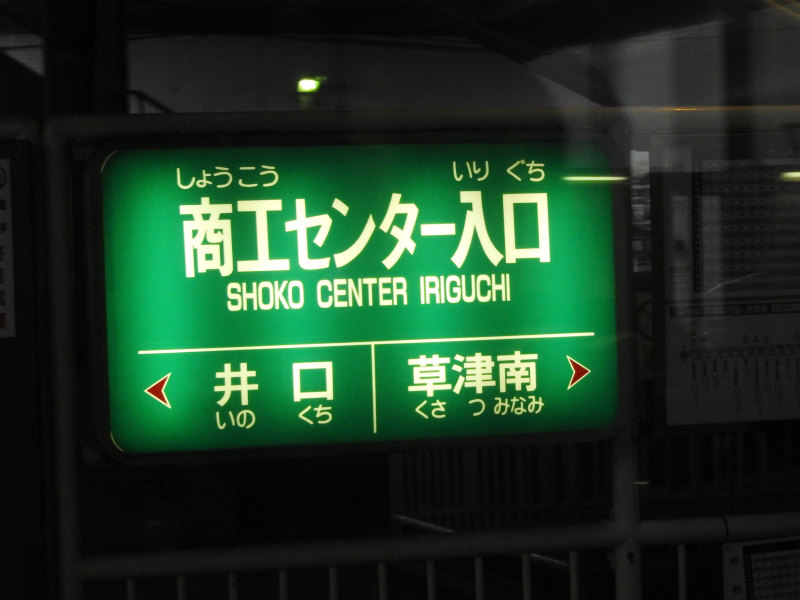 しょうこう いりぐち
商工センター入口
SHOKO CENTER IRIGUCHI
井口 草津南
いのくち くさつみなみ